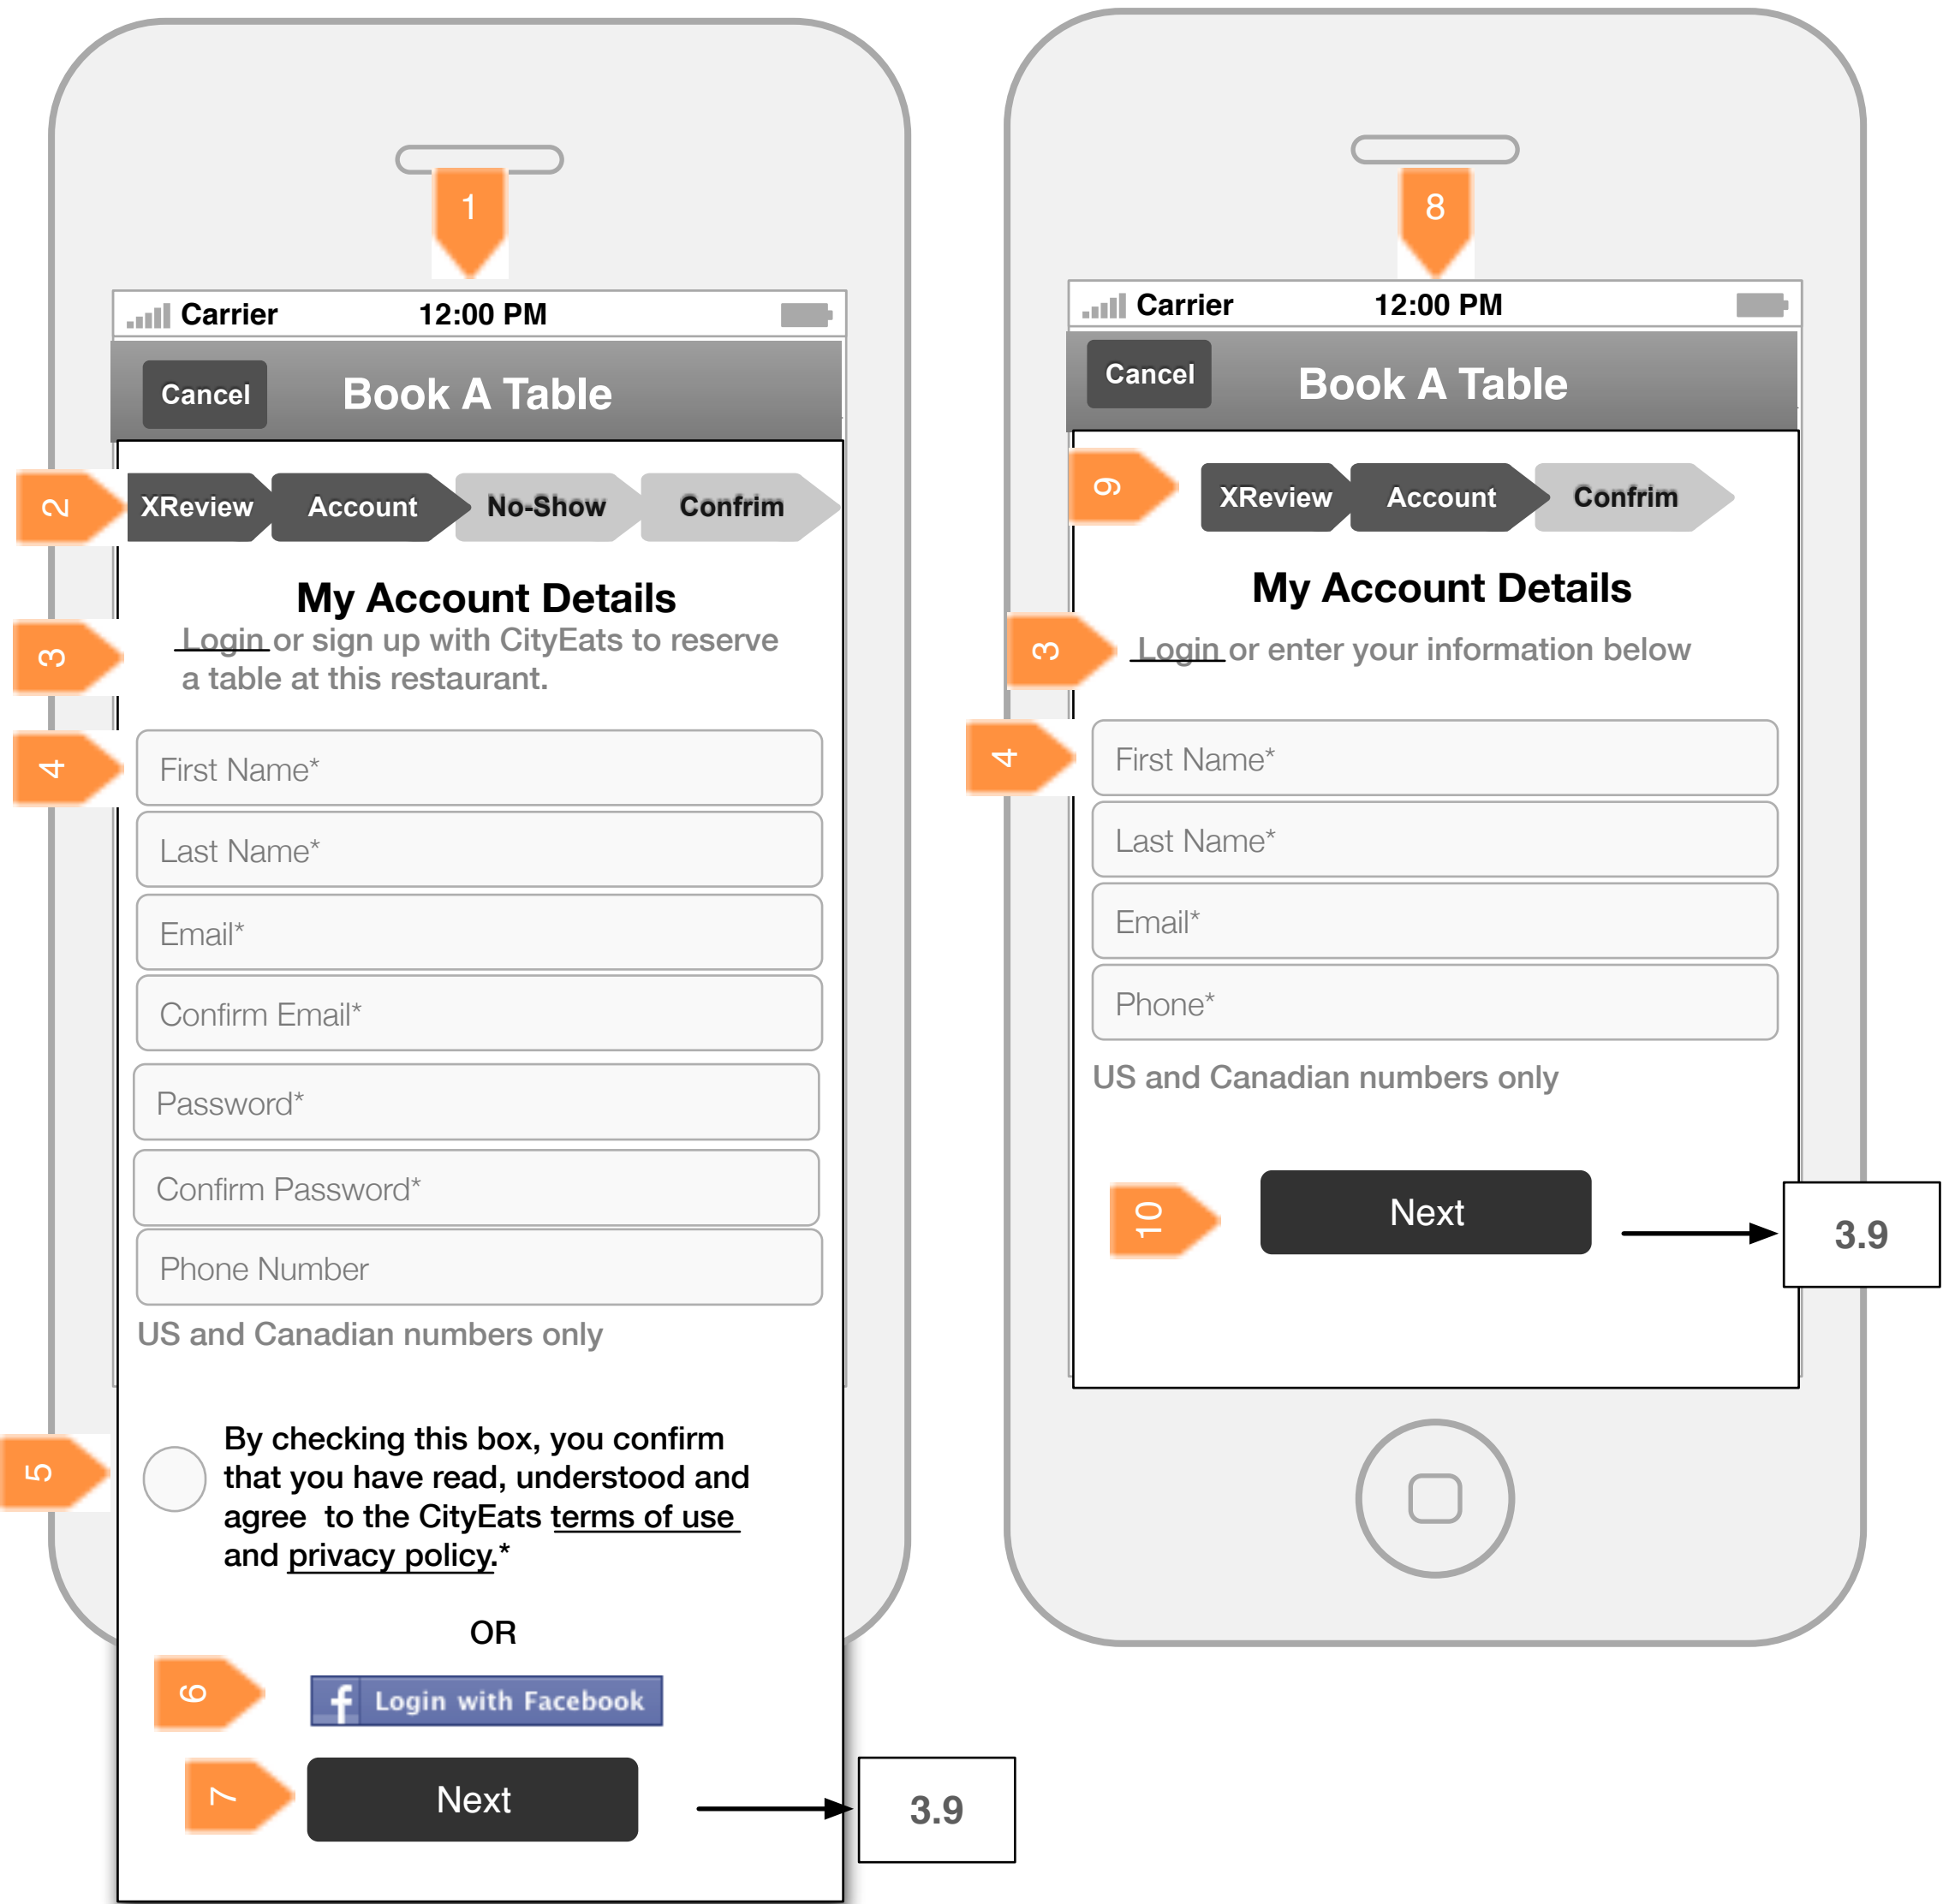 1
Carrier 12:00 PM
Cancel Book A Table
2
XReview Account No-Show Confrim
My Account Details
3
Login or sign up with CityEats to reserve
a table at this restaurant.
4
First Name*
Last Name*
Email*
Confirm Email*
Password*
Confirm Password*
Phone Number
US and Canadian numbers only
5
By checking this box, you confirm
that you have read, understood and
agree to the CityEats terms of use
and privacy policy.*
OR
6
f Login with Facebook
7
Next
3.9
8
Carrier 12:00 PM
Cancel Book A Table
9
XReview Account Confrim
My Account Details
3
Login or enter your information below
4
First Name*
Last Name*
Email*
Phone*
US and Canadian numbers only
10
Next
3.9